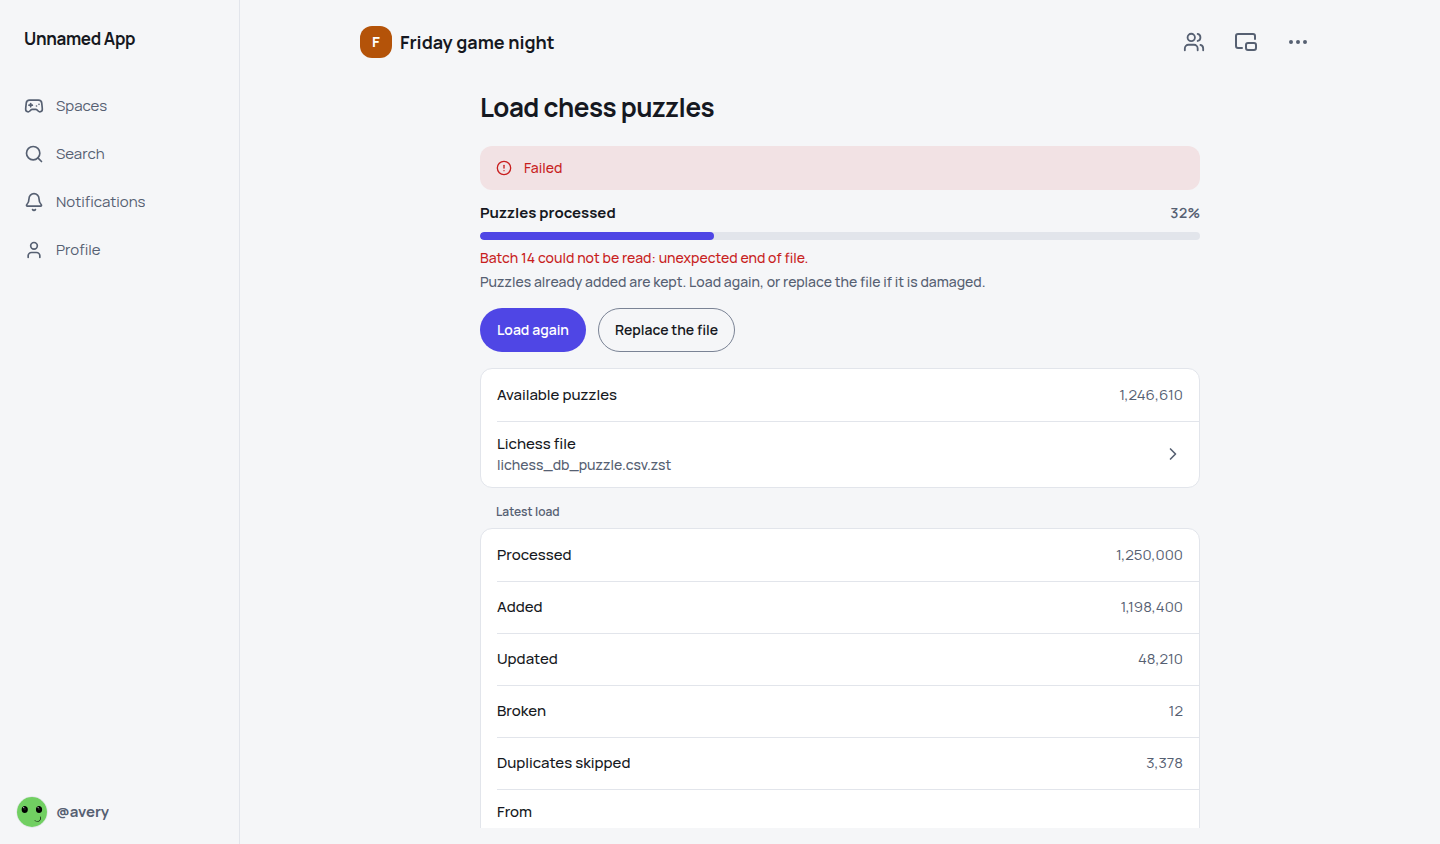 Unnamed App
Spaces
Search
Notifications
Profile
@avery
F
Friday game night
Load chess puzzles
Failed
Puzzles processed
32%
Batch 14 could not be read: unexpected end of file.
Puzzles already added are kept. Load again, or replace the file if it is damaged.
Load again
Replace the file
Available puzzles
1,246,610
Lichess file
lichess_db_puzzle.csv.zst
Latest load
Processed
1,250,000
Added
1,198,400
Updated
48,210
Broken
12
Duplicates skipped
3,378
From